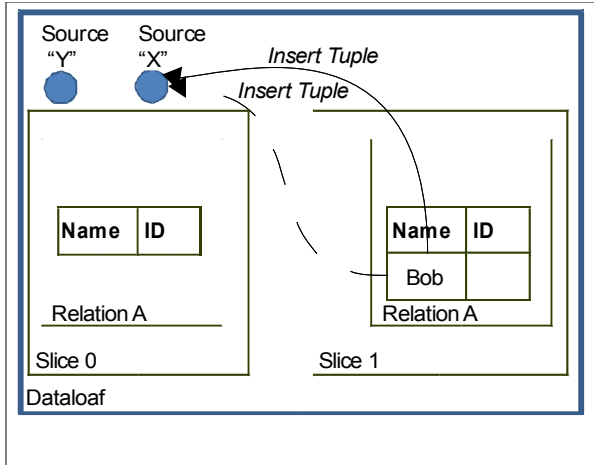 Source Source
“Y” “X”
Insert Tuple
Insert Tuple
Name ID
Relation A
Slice 0
Name ID
Bob
Relation A
Slice 1
Dataloaf